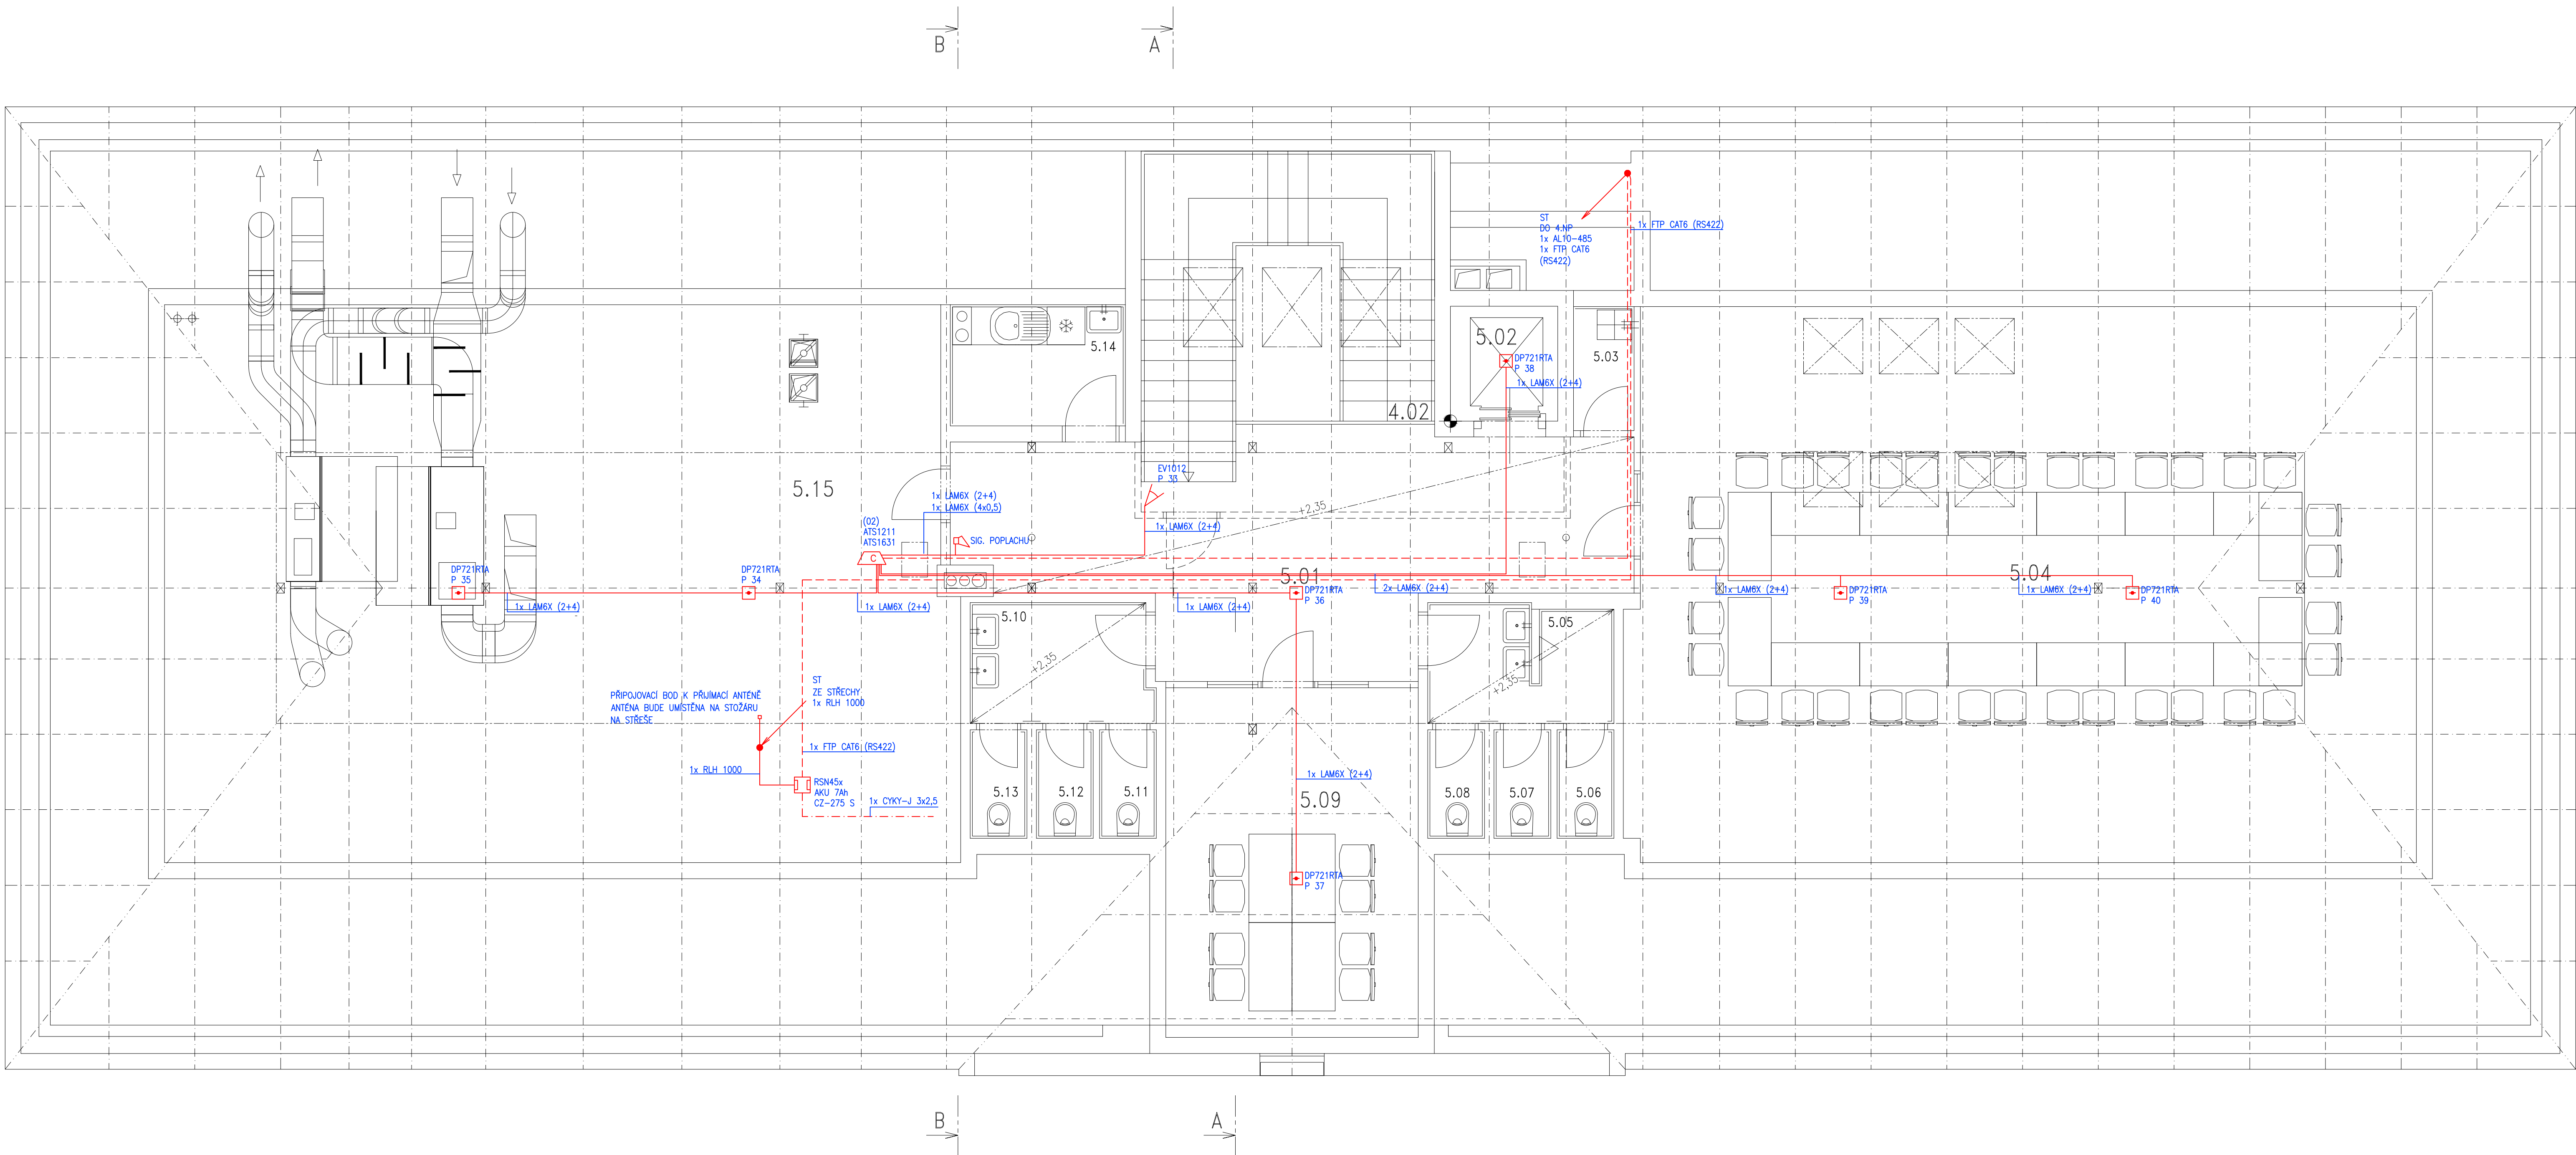 B
A
ST
DO 4.NP
1x AL10-485
1x FTP CAT6
(RS422)
1x FTP CAT6 (RS422)
5.14
5.02
DP721RTA
P 38
1x LAM6X (2+4)
5.03
4.02
5.15
EV1012
P 33
1x LAM6X (2+4)
1x LAM6X (4x0,5)
+2,35
(02)
ATS1211
ATS1631
C
SIG. POPLACHU
1x LAM6X (2+4)
DP721RTA
P 35
1x LAM6X (2+4)
DP721RTA
P 34
1x LAM6X (2+4)
5.01
DP721RTA
P 36
1x LAM6X (2+4)
2x LAM6X (2+4)
5.04
1x LAM6X (2+4)
DP721RTA
P 39
1x LAM6X (2+4)
DP721RTA
P 40
5.10
+2,35
5.05
+2,35
PŘIPOJOVACÍ BOD K PŘIJÍMACÍ ANTÉNĚ
ANTÉNA BUDE UMÍSTĚNA NA STOŽÁRU
NA STŘEŠE
ST
ZE STŘECHY
1x RLH 1000
1x FTP CAT6 (RS422)
1x RLH 1000
RSN45x
AKU 7Ah
CZ-275 S
1x CYKY-J 3x2,5
5.13
5.12
5.11
1x LAM6X (2+4)
5.09
5.08
5.07
5.06
DP721RTA
P 37
B
A